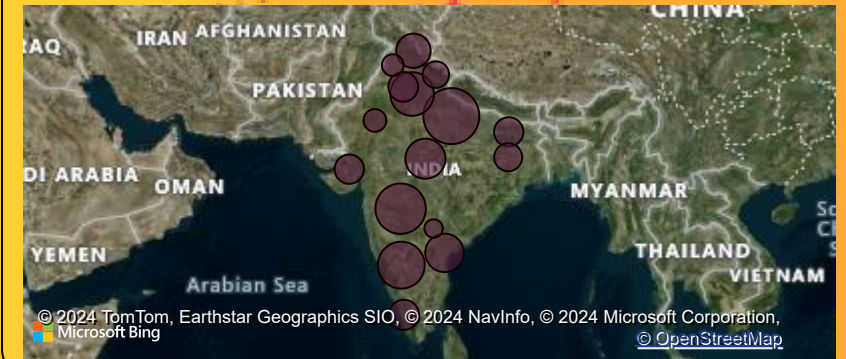 CHINA
IRAN
AFGHANISTAN
RAQ
PAKISTAN
INDIA
DI ARABIA
OMAN
MYANMAR
YEMEN
THAILAND
VIETNAM
Arabian Sea
© 2024 TomTom, Earthstar Geographics SIO, © 2024 NavInfo, © 2024 Microsoft Corporation,
Microsoft Bing
© OpenStreetMap